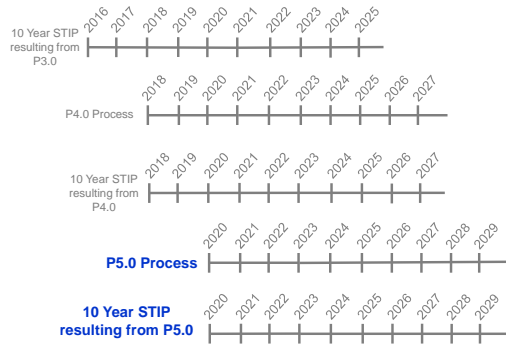 2016 2017 2018 2019 2020 2021 2022 2023 2024 2025
10 Year STIP
resulting from
P3.0
2018 2019 2020 2021 2022 2023 2024 2025 2026 2027
P4.0 Process
2018 2019 2020 2021 2022 2023 2024 2025 2026 2027
10 Year STIP
resulting from
P4.0
2020 2021 2022 2023 2024 2025 2026 2027 2028 2029
P5.0 Process
2020 2021 2022 2023 2024 2025 2026 2027 2028 2029
10 Year STIP
resulting from P5.0